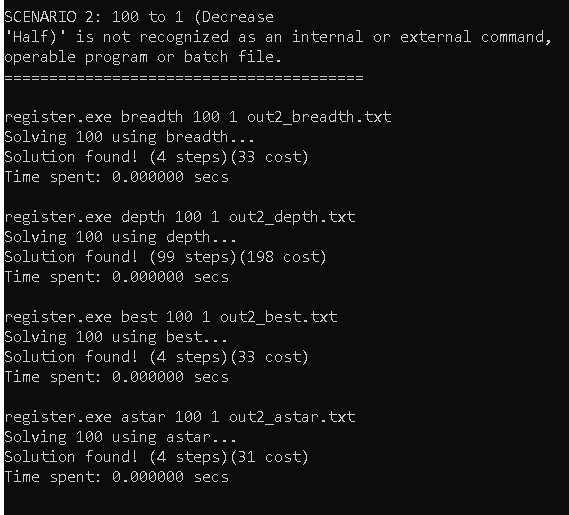 SCENARIO 2: 100 to 1 (Decrease
'Half)' is not recognized as an internal or external command,
operable program or batch file.
========================================
register.exe breadth 100 1 out2_breadth.txt
Solving 100 using breadth...
Solution found! (4 steps)(33 cost)
Time spent: 0.000000 secs
register.exe depth 100 1 out2_depth.txt
Solving 100 using depth...
Solution found! (99 steps)(198 cost)
Time spent: 0.000000 secs
register.exe best 100 1 out2_best.txt
Solving 100 using best...
Solution found! (4 steps)(33 cost)
Time spent: 0.000000 secs
register.exe astar 100 1 out2_astar.txt
Solving 100 using astar...
Solution found! (4 steps)(31 cost)
Time spent: 0.000000 secs